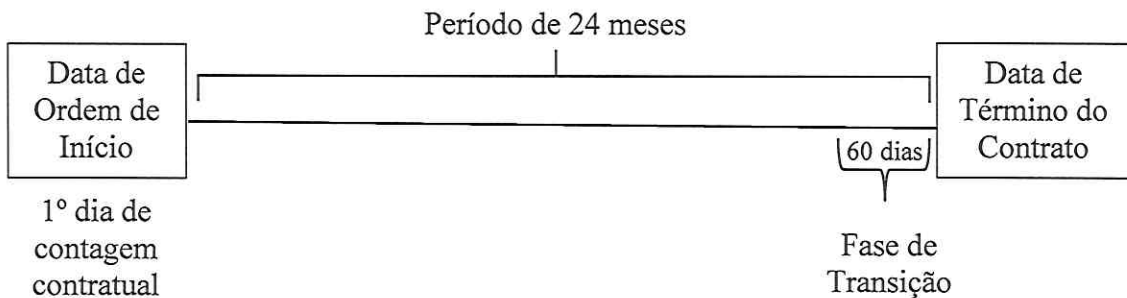 Período de 24 meses
Data de
Ordem de
Início
Data de
Término do
Contrato
60 dias
1º dia de
contagem
contratual
Fase de
Transição